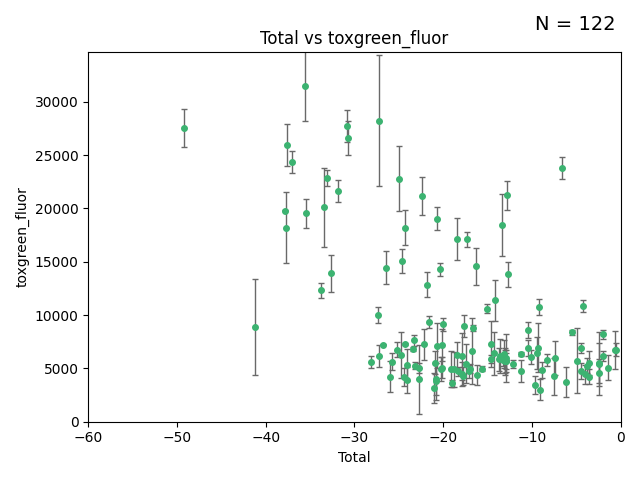 N = 122
Total vs toxgreen_fluor
toxgreen_fluor
30000
25000
20000
15000
10000
5000
0
−60 −50 −40 −30 −20 −10 0
Total